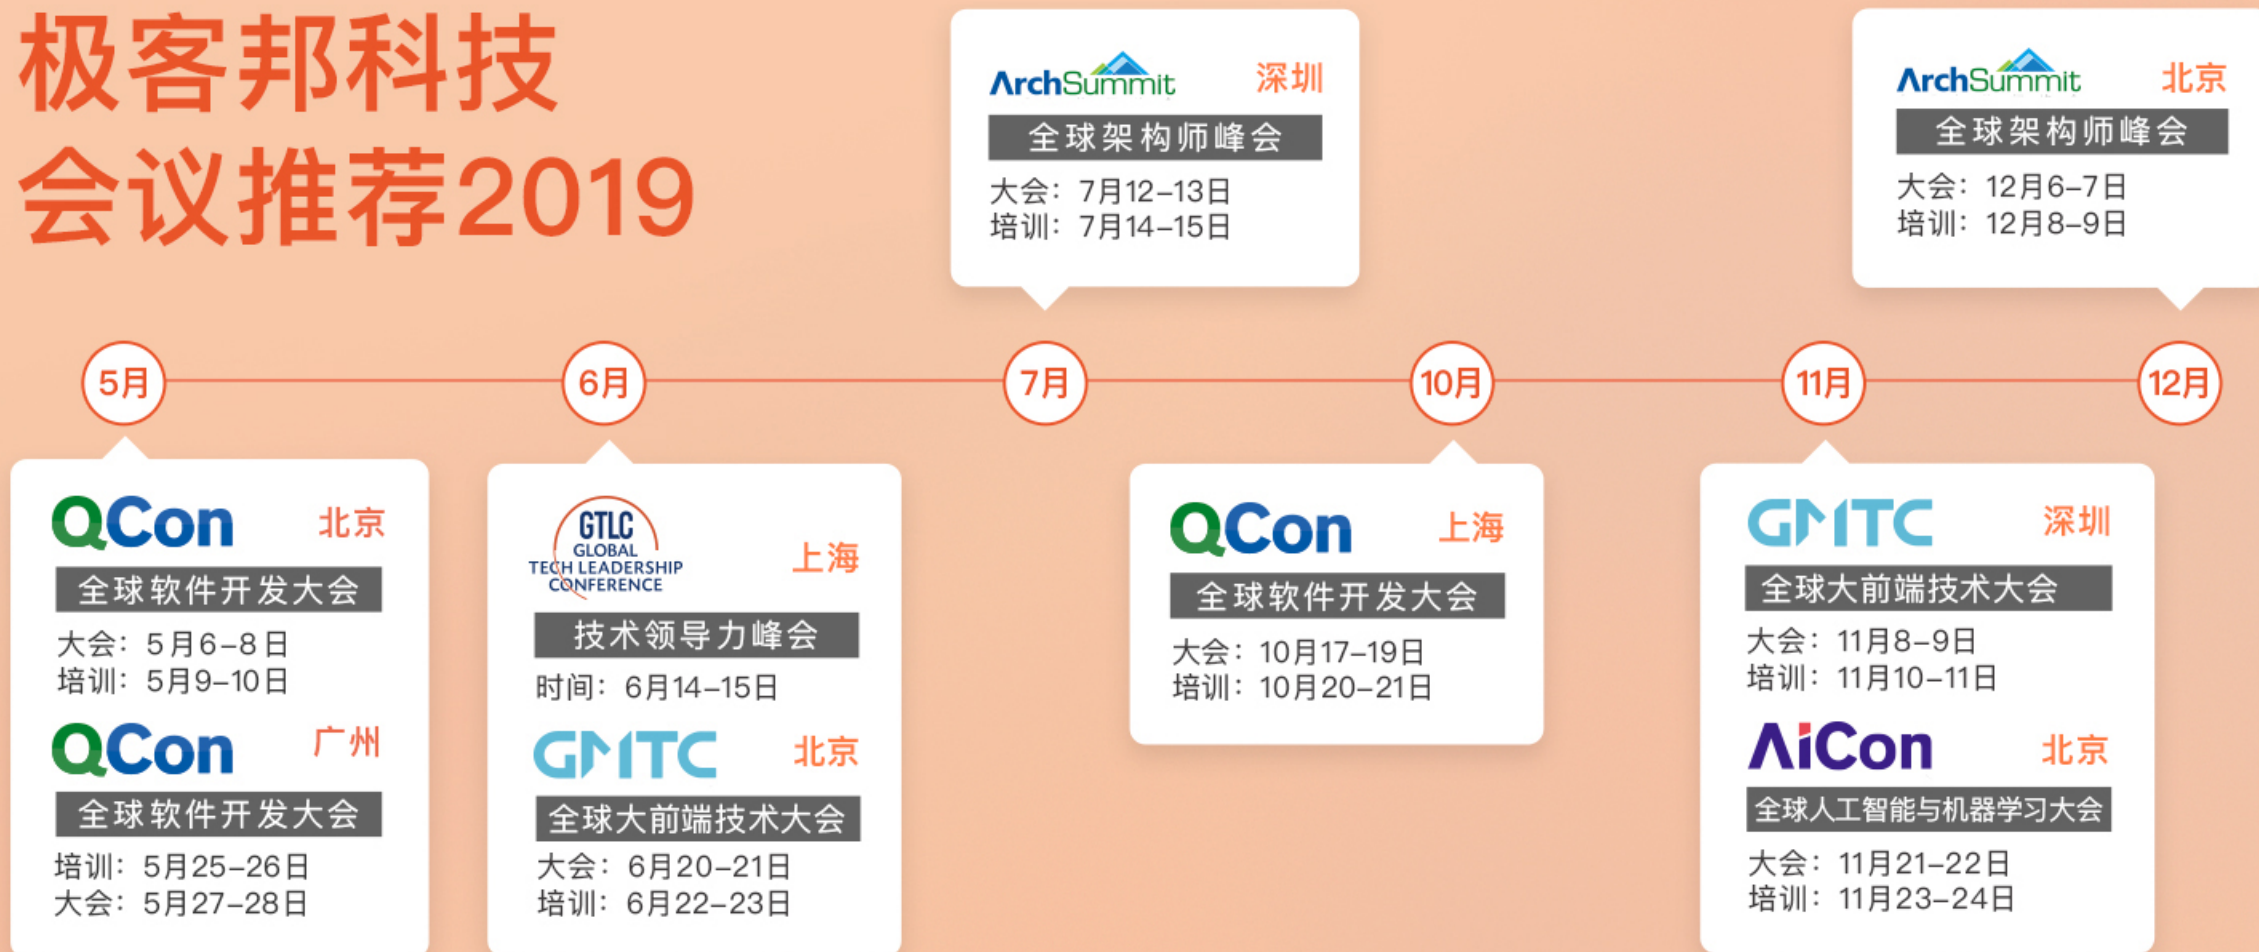 极客邦科技
会议推荐2019
ArchSummit 深圳
全球架构师峰会
大会：7月12-13日
培训：7月14-15日
ArchSummit 北京
全球架构师峰会
大会：12月6-7日
培训：12月8-9日
5月
6月
7月
10月
11月
12月
QCon 北京
全球软件开发大会
大会：5月6-8日
培训：5月9-10日
QCon 广州
全球软件开发大会
培训：5月25-26日
大会：5月27-28日
GTLC
GLOBAL
TECH LEADERSHIP
CONFERENCE
上海
技术领导力峰会
时间：6月14-15日
GMTC 北京
全球大前端技术大会
大会：6月20-21日
培训：6月22-23日
QCon 上海
全球软件开发大会
大会：10月17-19日
培训：10月20-21日
GMTC 深圳
全球大前端技术大会
大会：11月8-9日
培训：11月10-11日
AiCon 北京
全球人工智能与机器学习大会
大会：11月21-22日
培训：11月23-24日